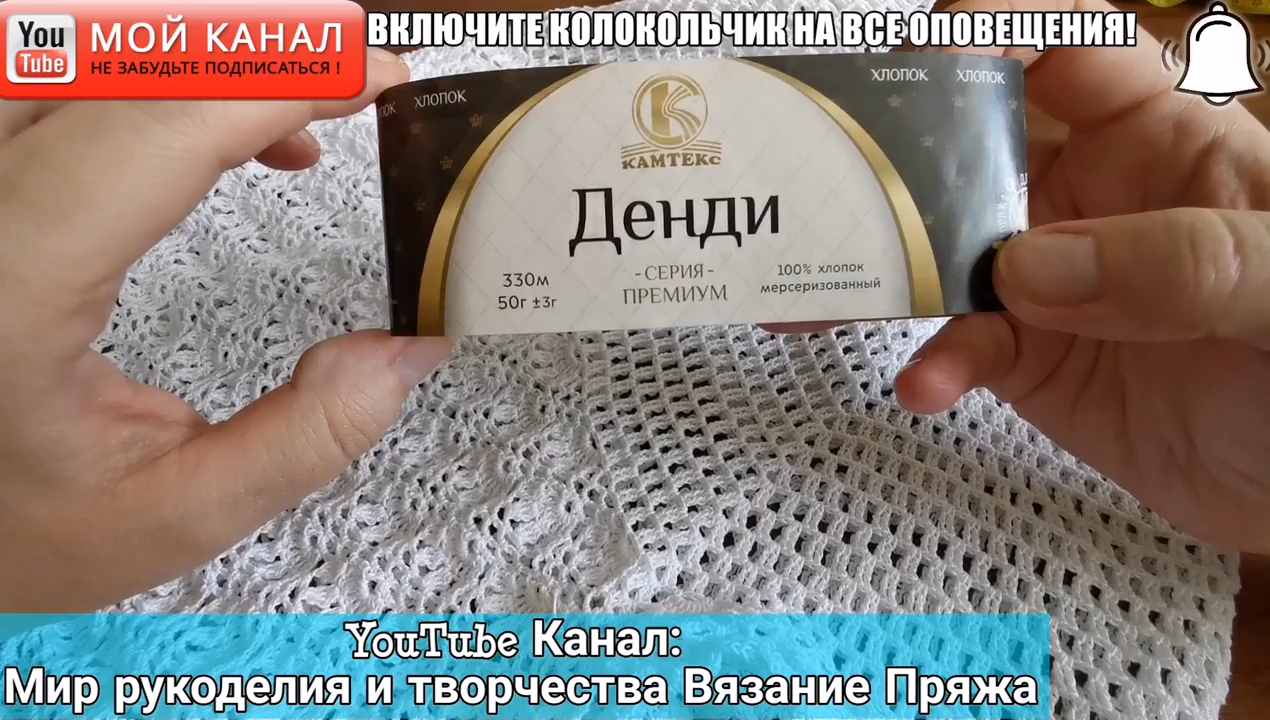 You
Tube
МОЙ КАНАЛ
НЕ ЗАБУДЬТЕ ПОДПИСАТЬСЯ !
ВКЛЮЧИТЕ КОЛОКОЛЬЧИК НА ВСЕ ОПОВЕЩЕНИЯ!
ХЛОПОК
ХЛОПОК
ХЛОПОК
КАМТЕКс
Денди
330м
50г ±3г
- СЕРИЯ -
ПРЕМИУМ
100% хлопок
мерсеризованный
YouTube Канал:
Мир рукоделия и творчества Вязание Пряжа